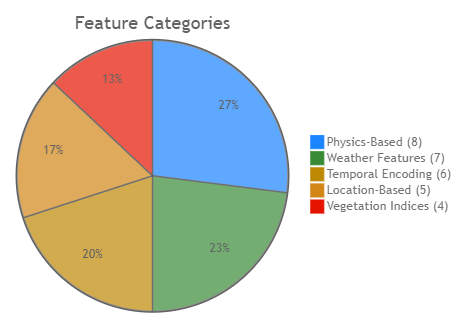 Feature Categories
13%
27%
17%
20%
23%
Physics-Based (8)
Weather Features (7)
Temporal Encoding (6)
Location-Based (5)
Vegetation Indices (4)